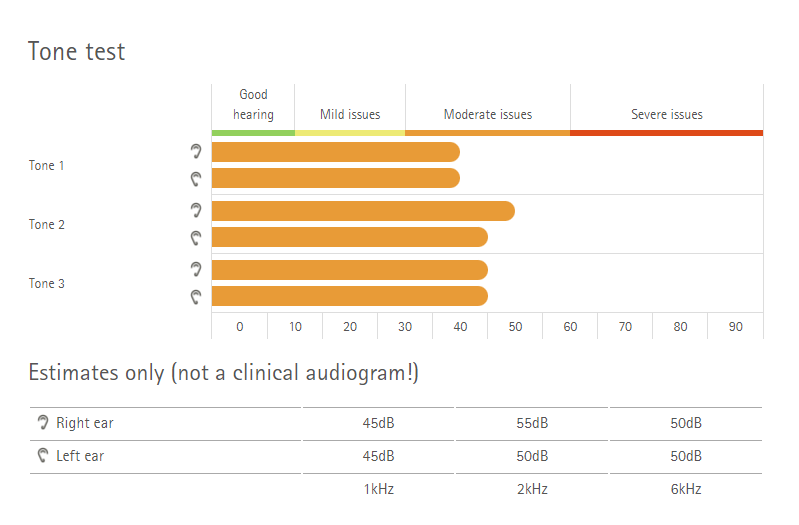 Tone test
Good
hearing
Mild issues
Moderate issues
Severe issues
Tone 1
Tone 2
Tone 3
0 10 20 30 40 50 60 70 80 90
Estimates only (not a clinical audiogram!)
Right ear 45dB 55dB 50dB
Left ear 45dB 50dB 50dB
1kHz 2kHz 6kHz